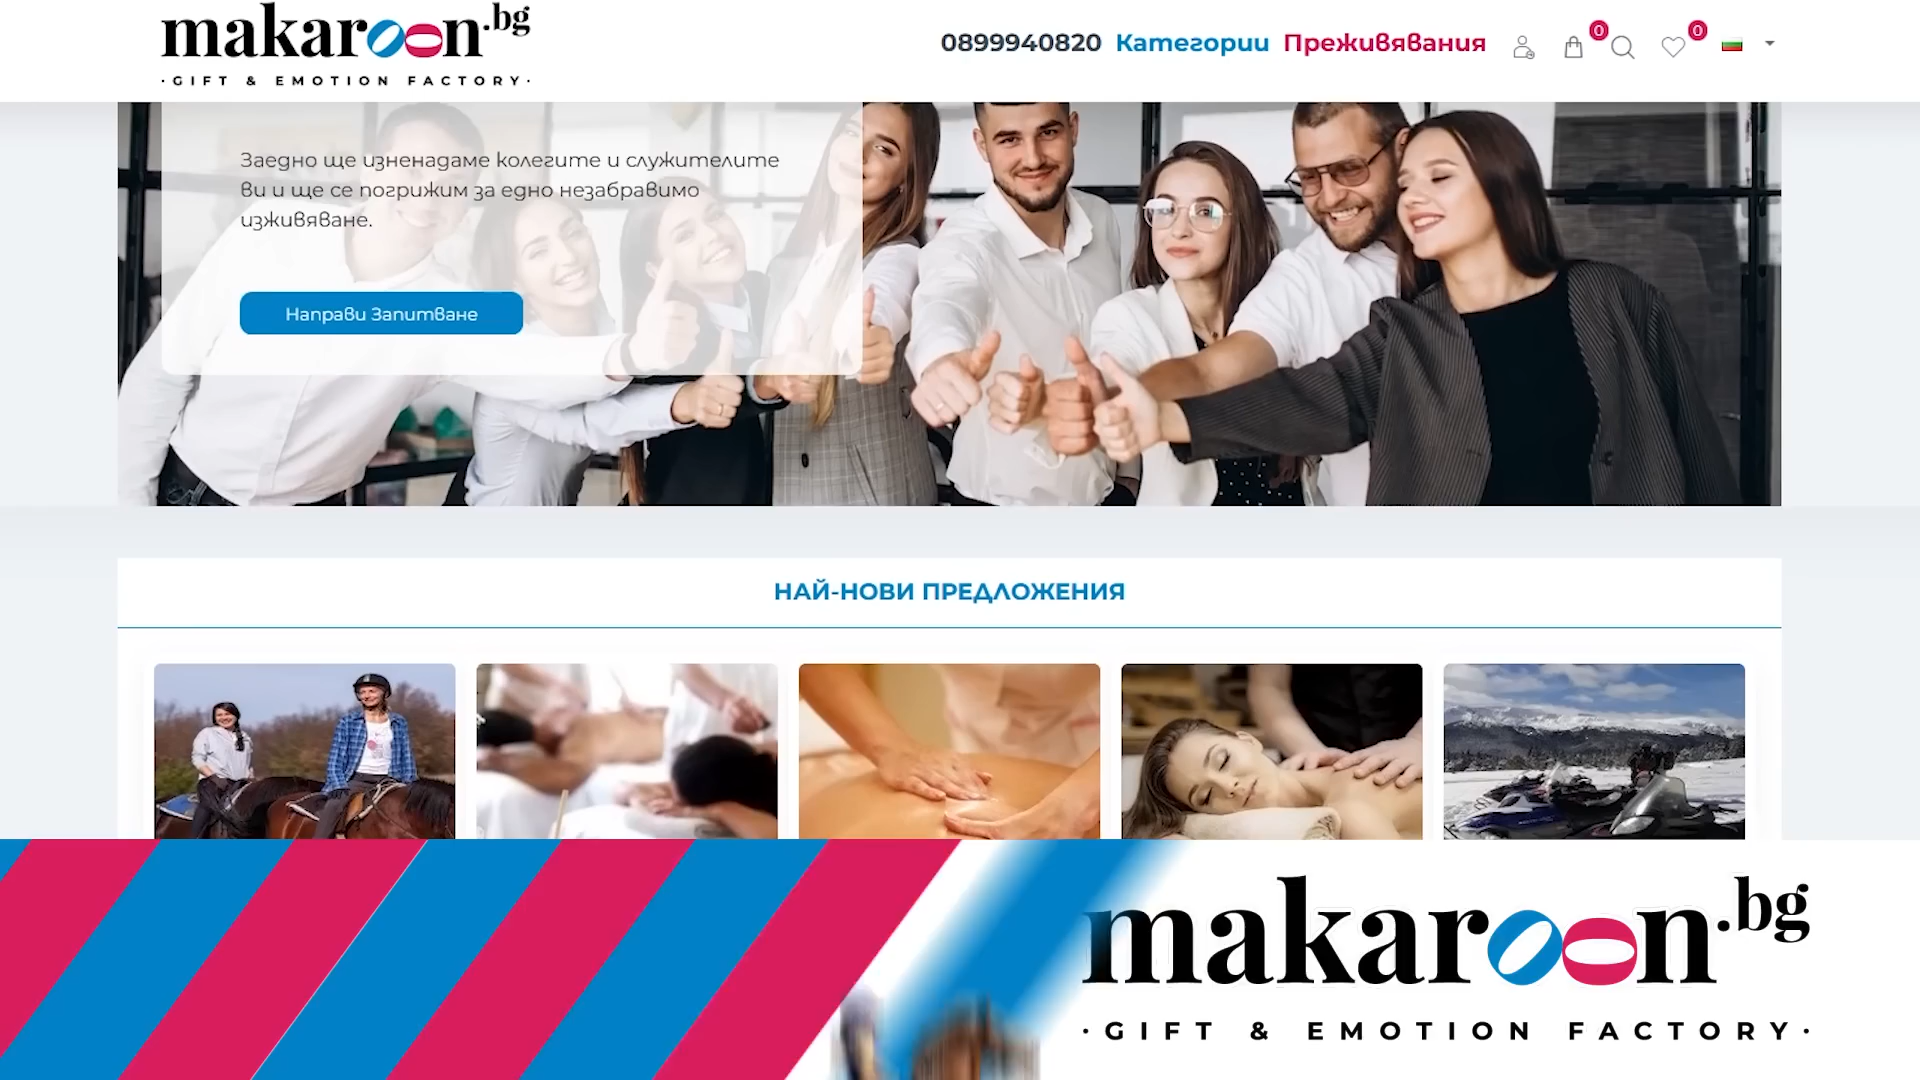 makaroon.bg
· GIFT & EMOTION FACTORY ·
0899940820 Категории Преживявания 0 0
Заедно ще изненадаме колегите и служителите
ви и ще се погрижим за едно незабравимо
изживяване.
Направи Запитване
НАЙ-НОВИ ПРЕДЛОЖЕНИЯ
makaroon.bg
· GIFT & EMOTION FACTORY ·